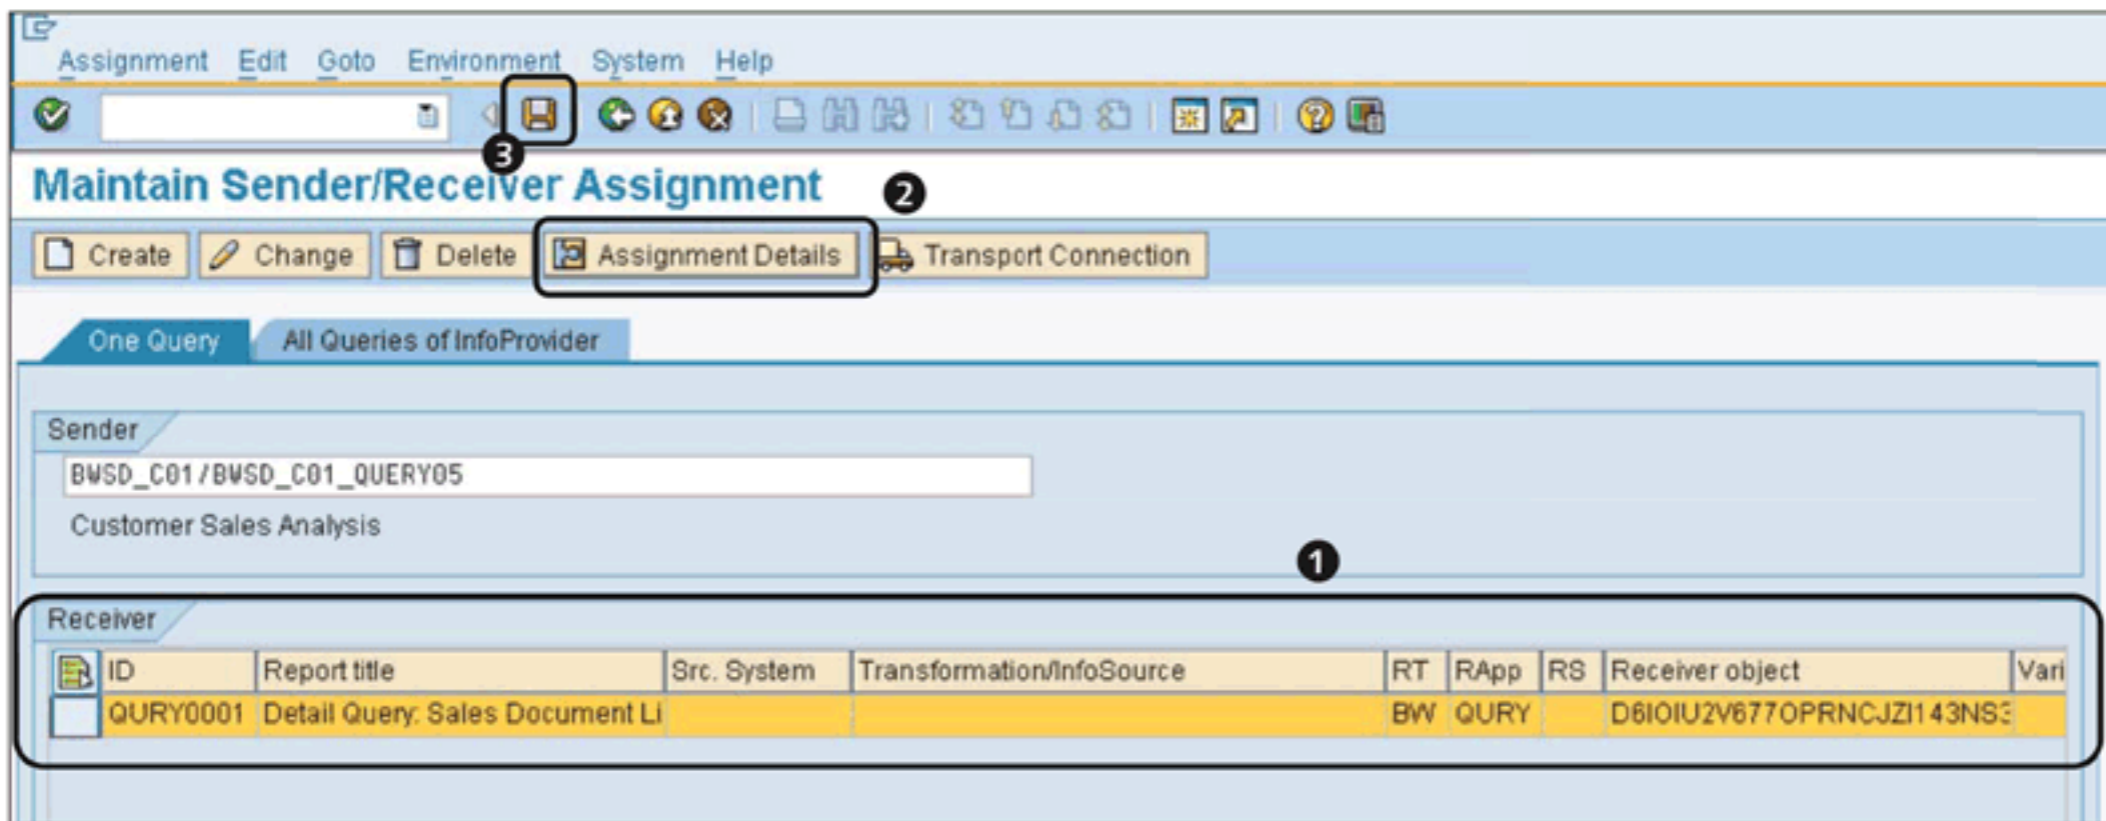 Assignment Edit Goto Environment System Help
3
Maintain Sender/Receiver Assignment
2
Create Change Delete Assignment Details Transport Connection
One Query All Queries of InfoProvider
Sender
BWSD_C01/BWSD_C01_QUERY05
Customer Sales Analysis
1
Receiver
ID Report title Src. System Transformation/InfoSource RT RApp RS Receiver object Vari
QURY0001 Detail Query: Sales Document Li BW QURY D6IOIU2V677OPRNCJZI143NS3